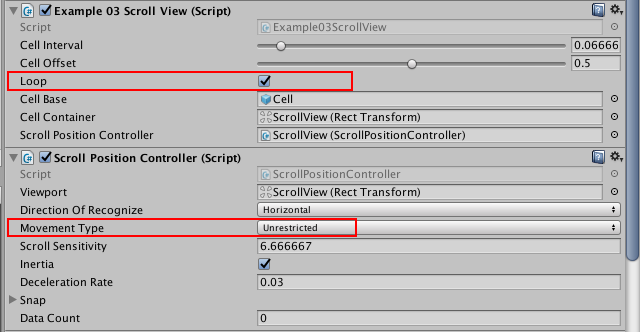 Example 03 Scroll View (Script)
Script Example03ScrollView
Cell Interval 0.06666
Cell Offset 0.5
Loop
Cell Base Cell
Cell Container ScrollView (Rect Transform)
Scroll Position Controller ScrollView (ScrollPositionController)
Scroll Position Controller (Script)
Script ScrollPositionController
Viewport ScrollView (Rect Transform)
Direction Of Recognize Horizontal
Movement Type Unrestricted
Scroll Sensitivity 6.666667
Inertia
Deceleration Rate 0.03
Snap
Data Count 0